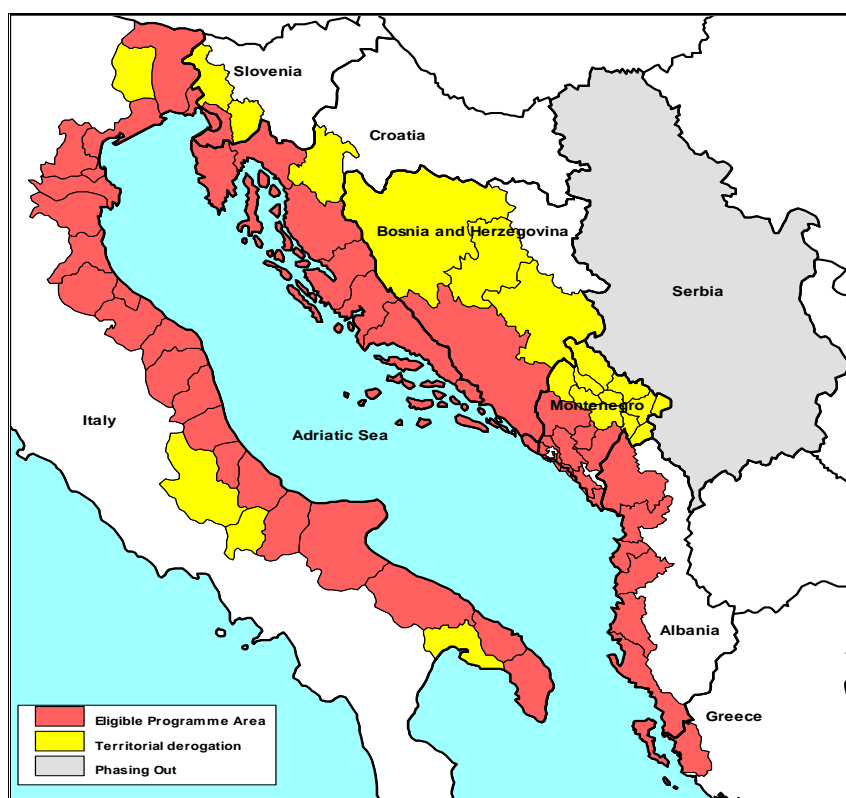 Slovenia
Croatia
Bosnia and Herzegovina
Serbia
Montenegro
Italy
Adriatic Sea
Albania
Greece
Eligible Programme Area
Territorial derogation
Phasing Out